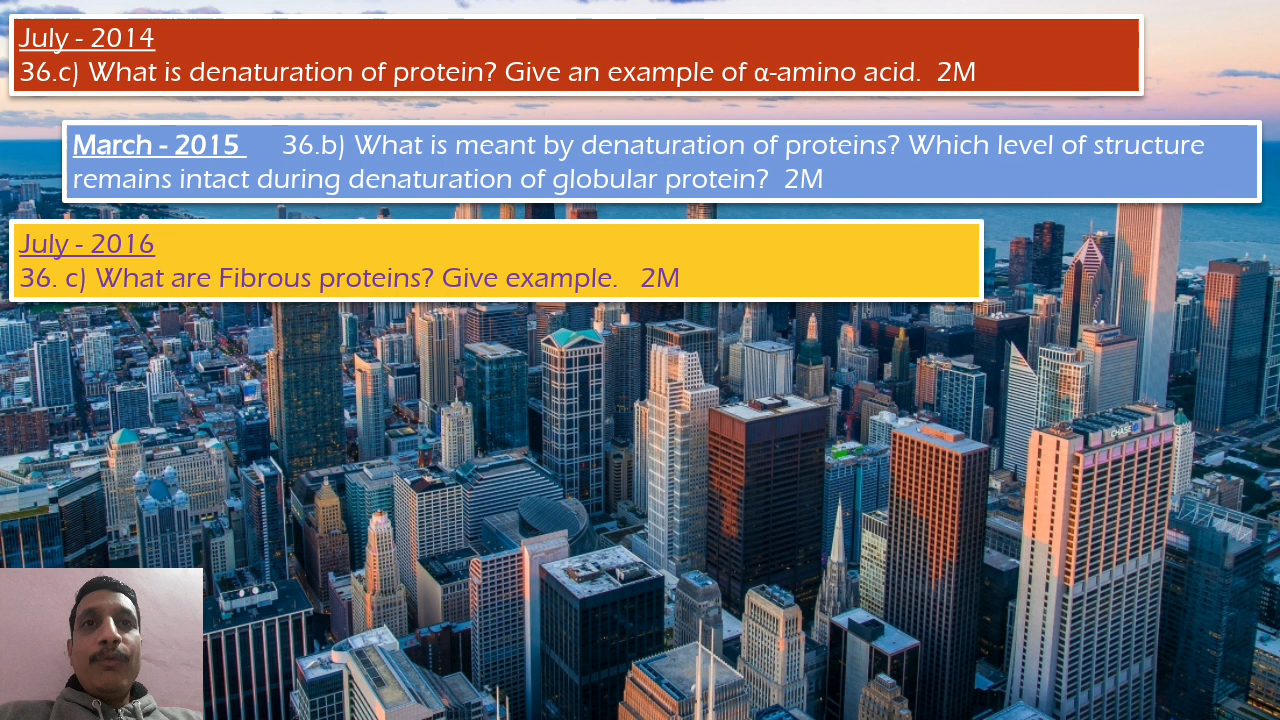 July - 2014
36.c) What is denaturation of protein? Give an example of α-amino acid. 2M
March - 2015 36.b) What is meant by denaturation of proteins? Which level of structure
remains intact during denaturation of globular protein? 2M
July - 2016
36. c) What are Fibrous proteins? Give example. 2M
CHASE